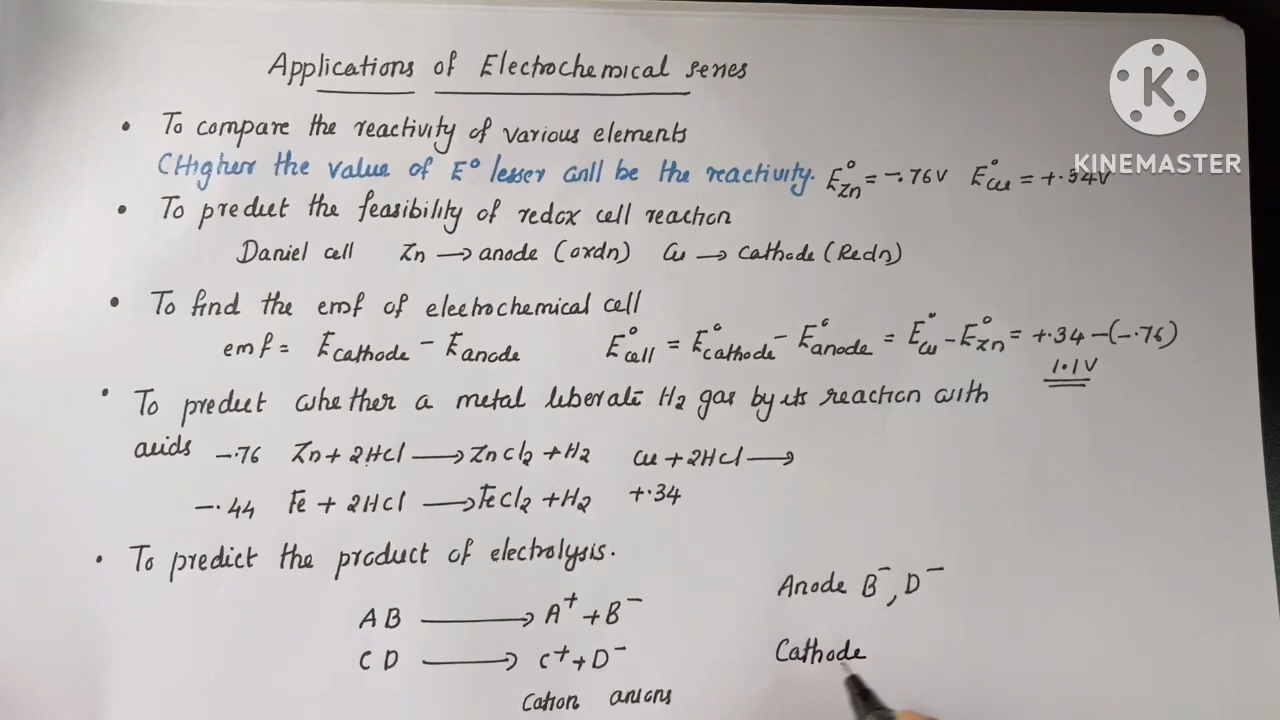 Applications of Electrochemical series
K
KINEMASTER
• To compare the reactivity of various elements
(Higher the value of E° lesser will be the reactivity. E°Zn = -.76V E°Cu = +.34V
• To predict the feasibility of redox cell reaction
Daniel cell Zn → anode (oxdn) Cu → cathode (Redn)
• To find the emf of electrochemical cell
emf = Ecathode - Eanode E°cell = E°cathode - E°anode = E°Cu - E°Zn = +.34 - (-.76)
1.1V
• To predict whether a metal liberate H₂ gas by its reaction with
acids -.76 Zn + 2HCl → ZnCl₂ + H₂ Cu + 2HCl →
-.44 Fe + 2HCl → FeCl₂ + H₂ +.34
• To predict the product of electrolysis.
AB → A⁺ + B⁻ Anode B⁻, D⁻
CD → C⁺ + D⁻ Cathode
Cation anions